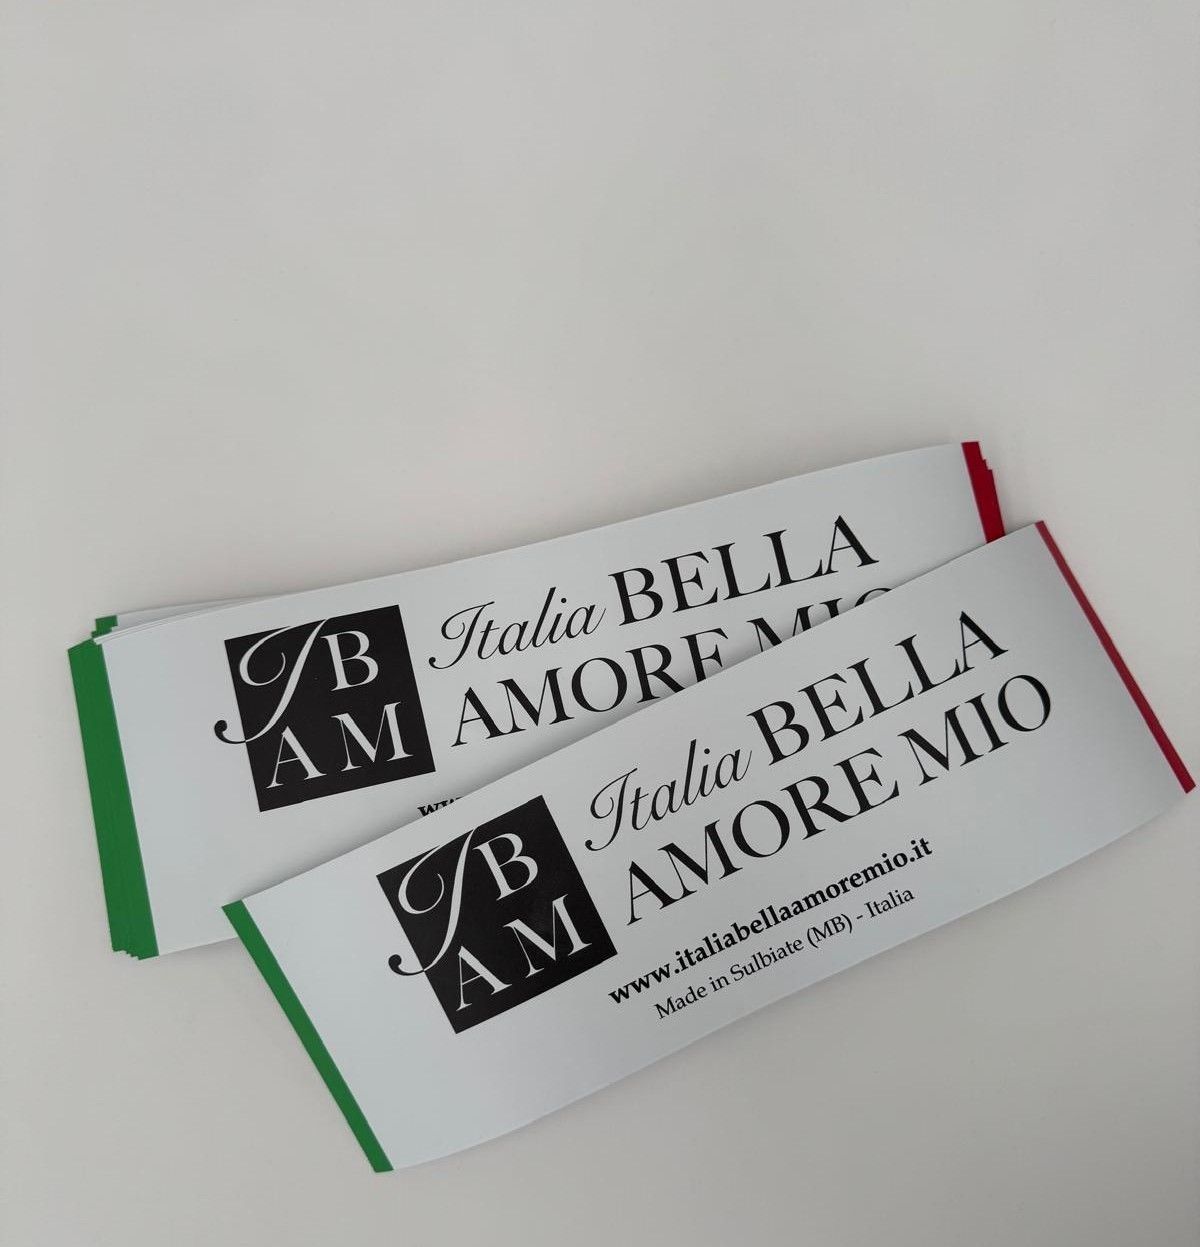 IB
AM
Italia BELLA
AMORE MIO
IB
AM
Italia BELLA
AMORE MIO
www.italiabellaamoremio.it
Made in Sulbiate (MB) - Italia